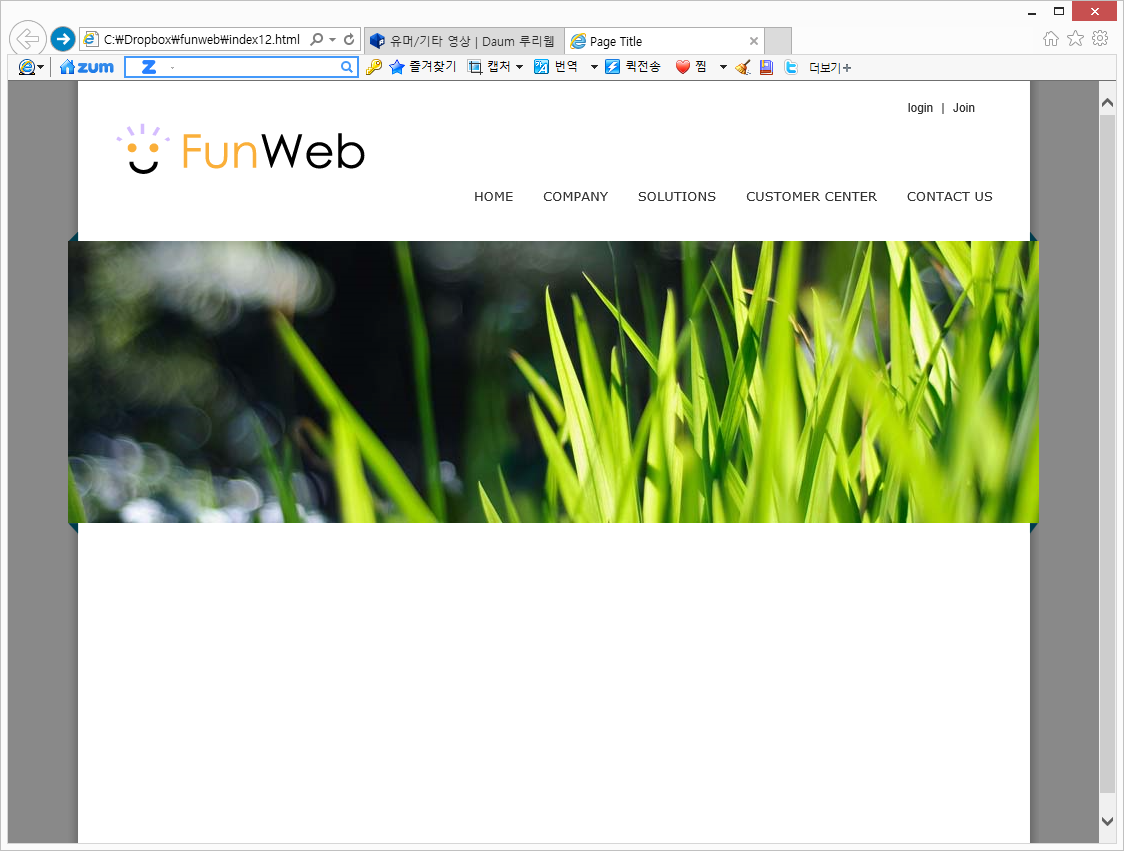 C:₩Dropbox₩funweb₩index12.html
유머/기타 영상 | Daum 루리웹
Page Title
zum
즐겨찾기
캡처
번역
퀵전송
찜
더보기+
login | Join
FunWeb
HOME COMPANY SOLUTIONS CUSTOMER CENTER CONTACT US